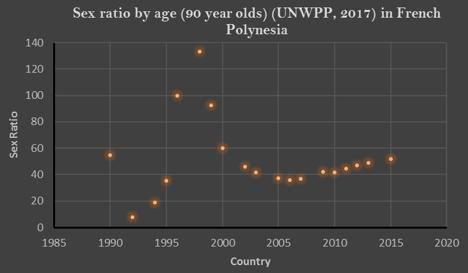 Sex ratio by age (90 year olds) (UNWPP, 2017) in French
Polynesia
140
120
100
80
60
40
20
0
Sex Ratio
1985 1990 1995 2000 2005 2010 2015 2020
Country